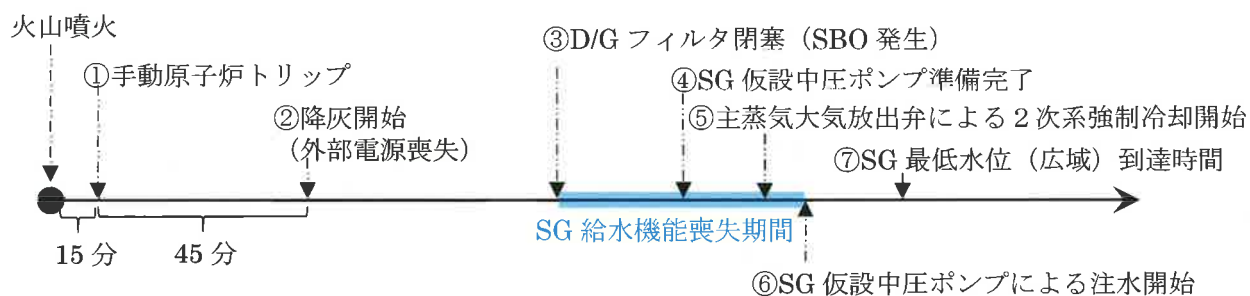 火山噴火
①手動原子炉トリップ
②降灰開始
(外部電源喪失)
③D/G フィルタ閉塞（SBO 発生）
④SG 仮設中圧ポンプ準備完了
⑤主蒸気大気放出弁による２次系強制冷却開始
⑦SG 最低水位（広域）到達時間
15 分
45 分
SG 給水機能喪失期間
⑥SG 仮設中圧ポンプによる注水開始